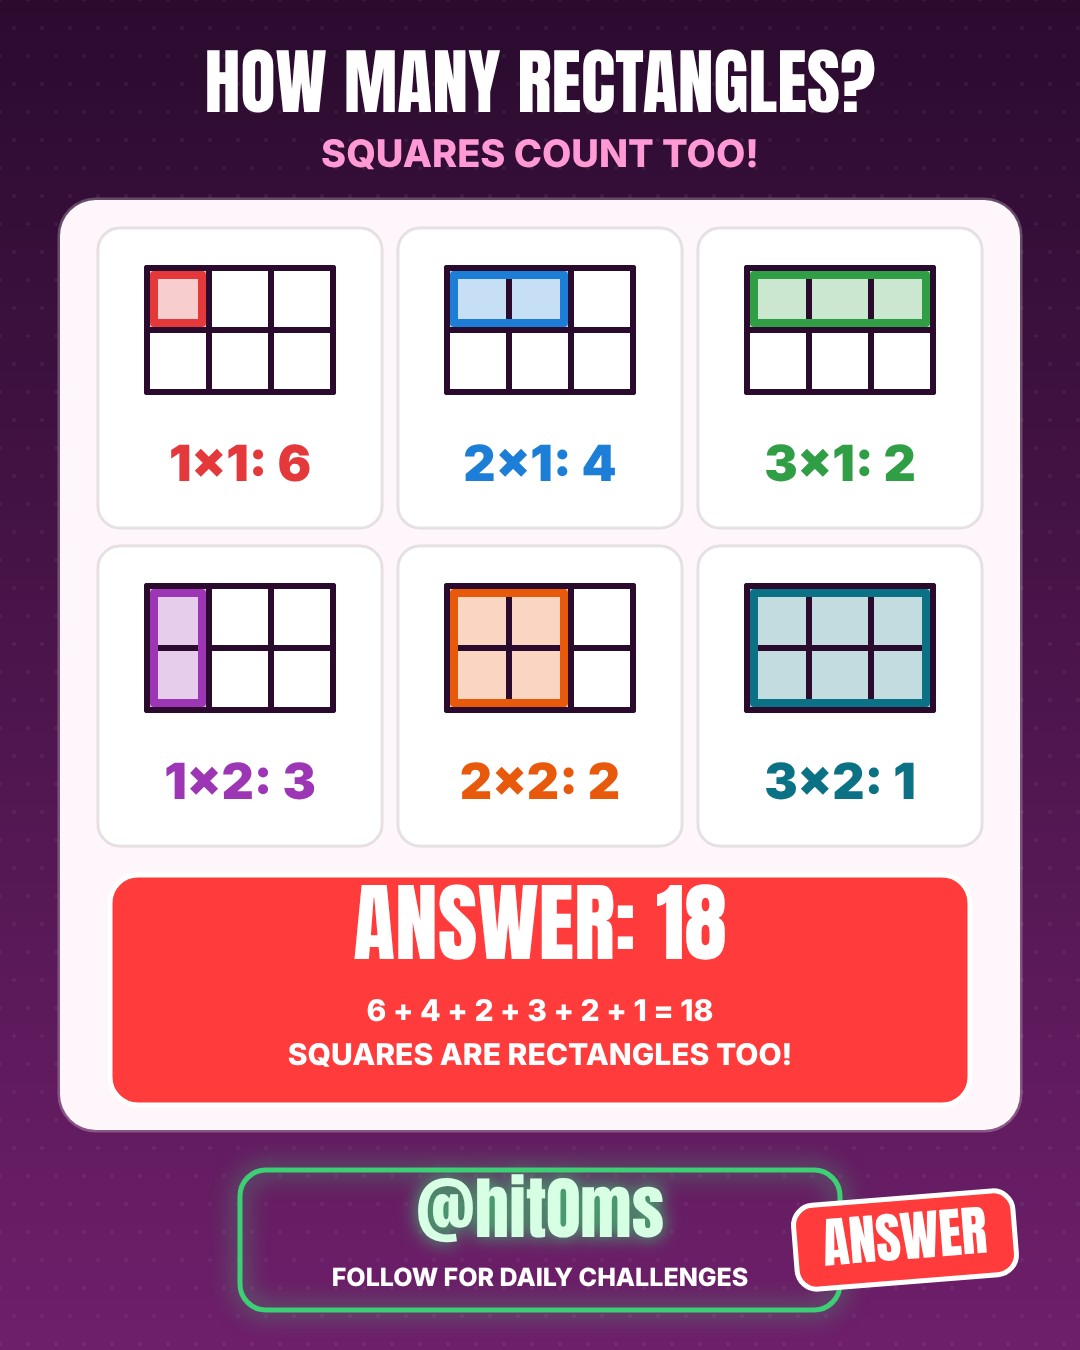 HOW MANY RECTANGLES?
SQUARES COUNT TOO!
1×1: 6
2×1: 4
3×1: 2
1×2: 3
2×2: 2
3×2: 1
ANSWER: 18
6 + 4 + 2 + 3 + 2 + 1 = 18
SQUARES ARE RECTANGLES TOO!
@hit0ms
FOLLOW FOR DAILY CHALLENGES
ANSWER